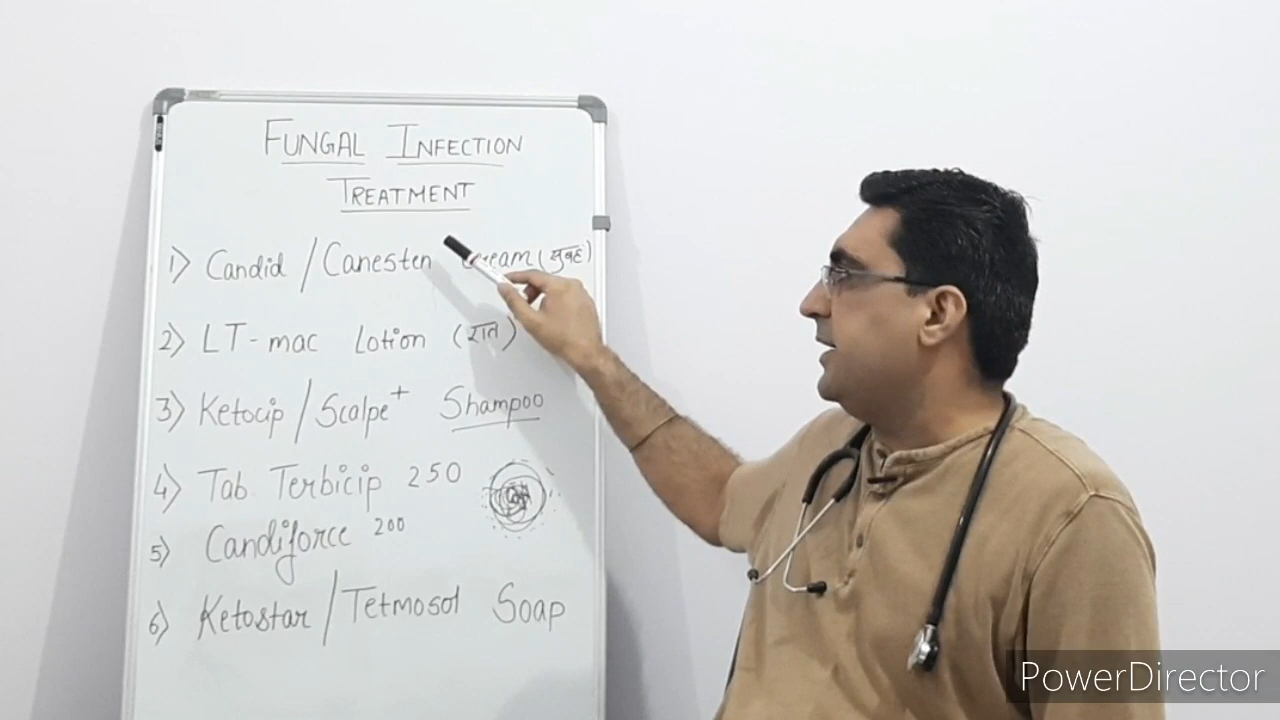 FUNGAL INFECTION
TREATMENT
1) Candid / Canesten Cream (सुबह)
2) LT-mac Lotion (रात)
3) Ketocip / Scalpe+ Shampoo
4) Tab Terbicip 250
5) Candiforce 200
6) Ketostar / Tetmosol Soap
PowerDirector